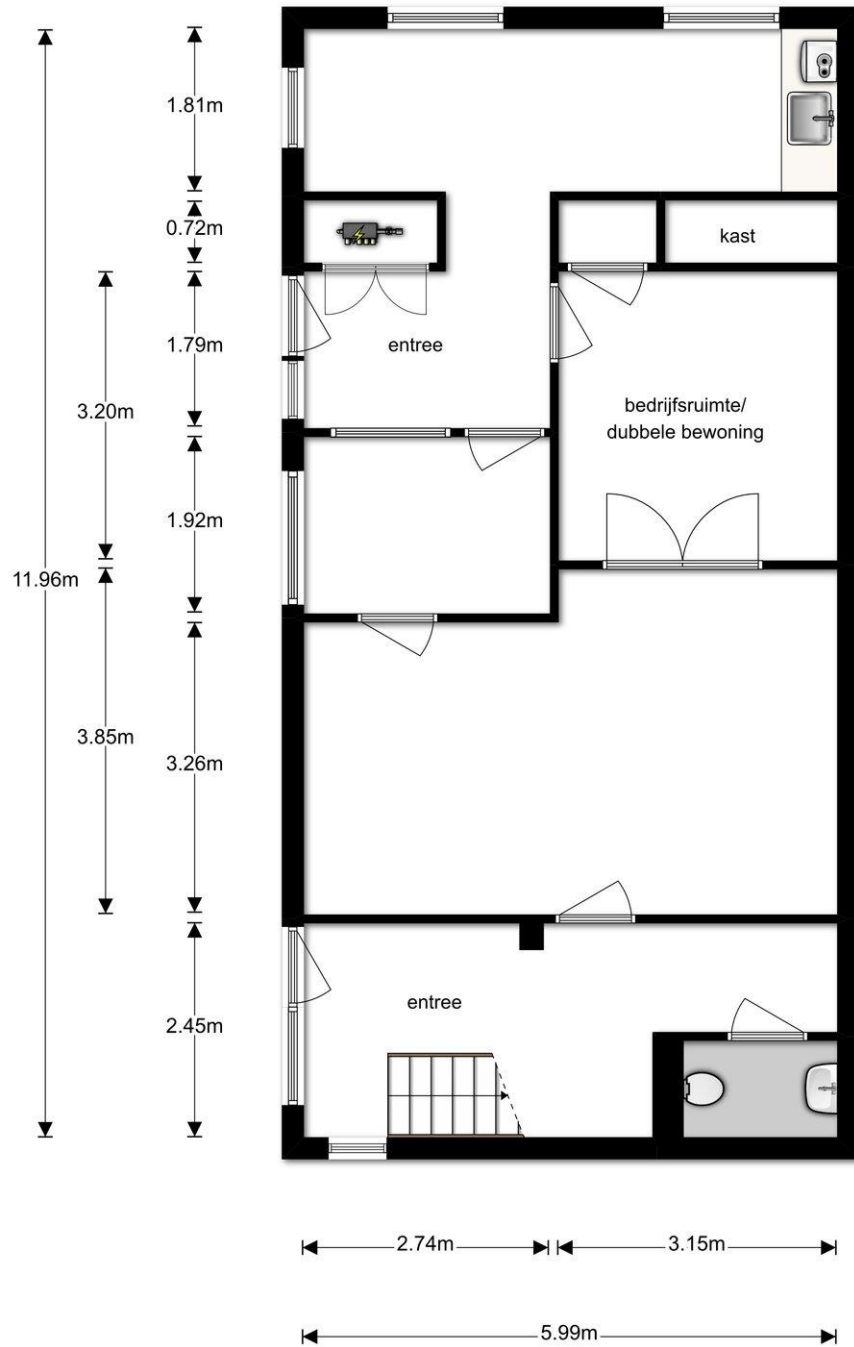 1.81m
0.72m
kast
1.79m
entree
3.20m
bedrijfsruimte/
dubbele bewoning
1.92m
11.96m
3.85m
3.26m
entree
2.45m
2.74m
3.15m
5.99m